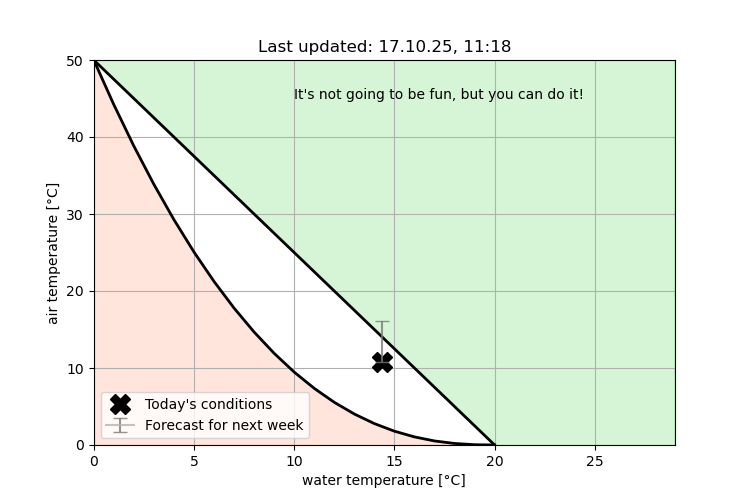 Last updated: 17.10.25, 11:18
50
It's not going to be fun, but you can do it!
40
30
air temperature [°C]
20
10
Today's conditions
Forecast for next week
0
0 5 10 15 20 25
water temperature [°C]